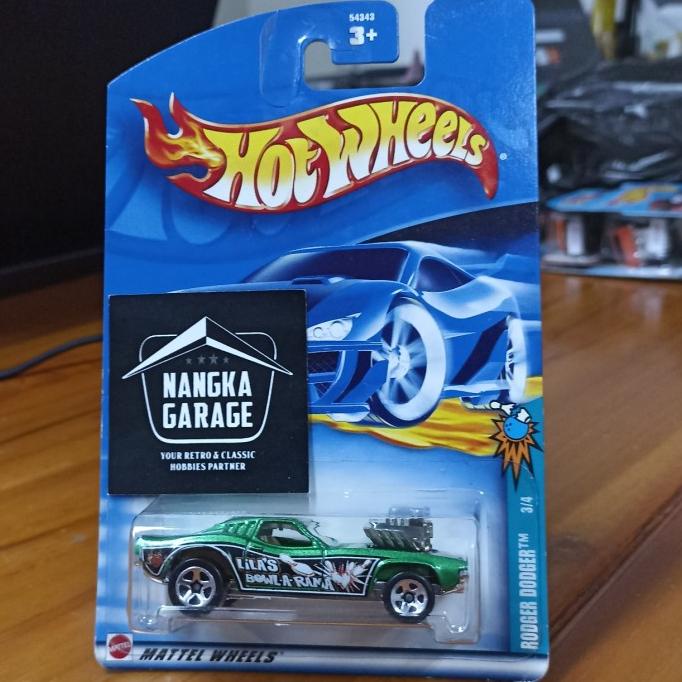 54343
3+
HOT WHEELS
NANGKA
GARAGE
YOUR RETRO & CLASSIC
HOBBIES PARTNER
LILA'S
BOWL-A-RAMA
RODGER DODGER™ 3/4
MATTEL
MATTEL WHEELS